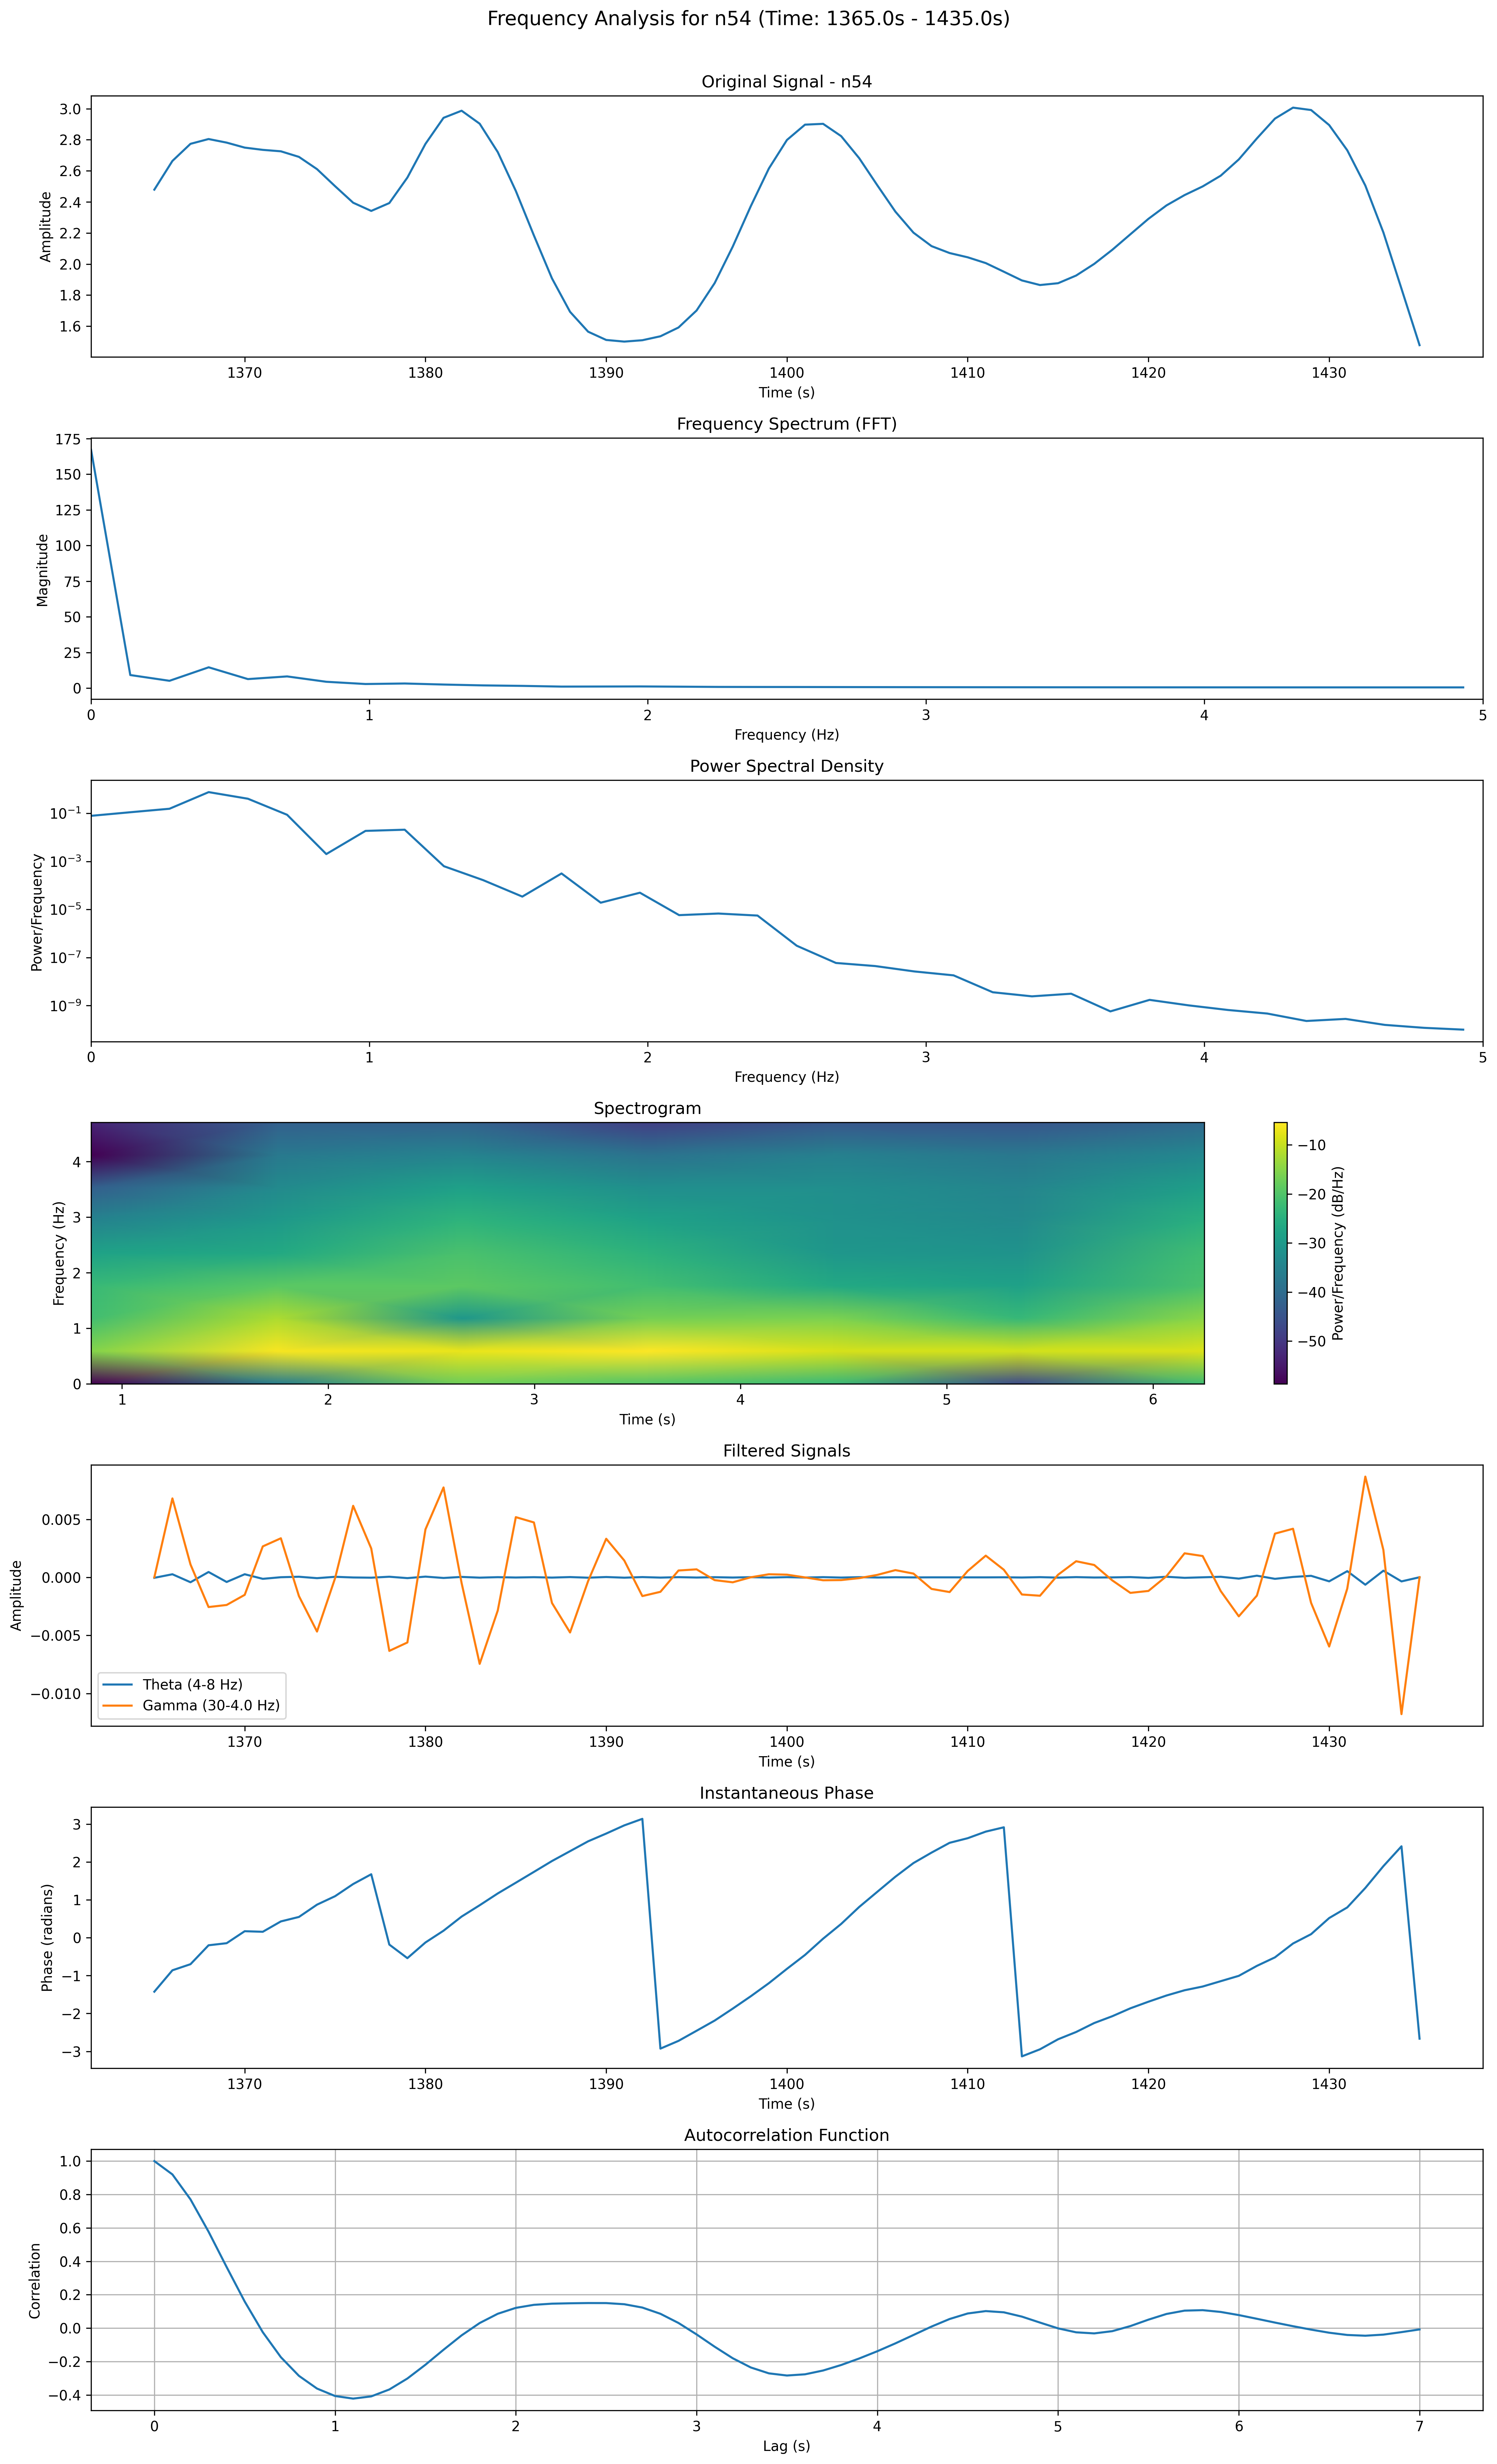 Frequency Analysis for n54 (Time: 1365.0s - 1435.0s)
Original Signal - n54
Amplitude
3.0
2.8
2.6
2.4
2.2
2.0
1.8
1.6
1370 1380 1390 1400 1410 1420 1430
Time (s)
Frequency Spectrum (FFT)
Magnitude
175
150
125
100
75
50
25
0
0 1 2 3 4 5
Frequency (Hz)
Power Spectral Density
Power/Frequency
10⁻¹
10⁻³
10⁻⁵
10⁻⁷
10⁻⁹
0 1 2 3 4 5
Frequency (Hz)
Spectrogram
Frequency (Hz)
4
3
2
1
0
1 2 3 4 5 6
Time (s)
−10
−20
−30
−40
−50
Power/Frequency (dB/Hz)
Filtered Signals
Amplitude
0.005
0.000
−0.005
−0.010
Theta (4-8 Hz)
Gamma (30-4.0 Hz)
1370 1380 1390 1400 1410 1420 1430
Time (s)
Instantaneous Phase
Phase (radians)
3
2
1
0
−1
−2
−3
1370 1380 1390 1400 1410 1420 1430
Time (s)
Autocorrelation Function
Correlation
1.0
0.8
0.6
0.4
0.2
0.0
−0.2
−0.4
0 1 2 3 4 5 6 7
Lag (s)